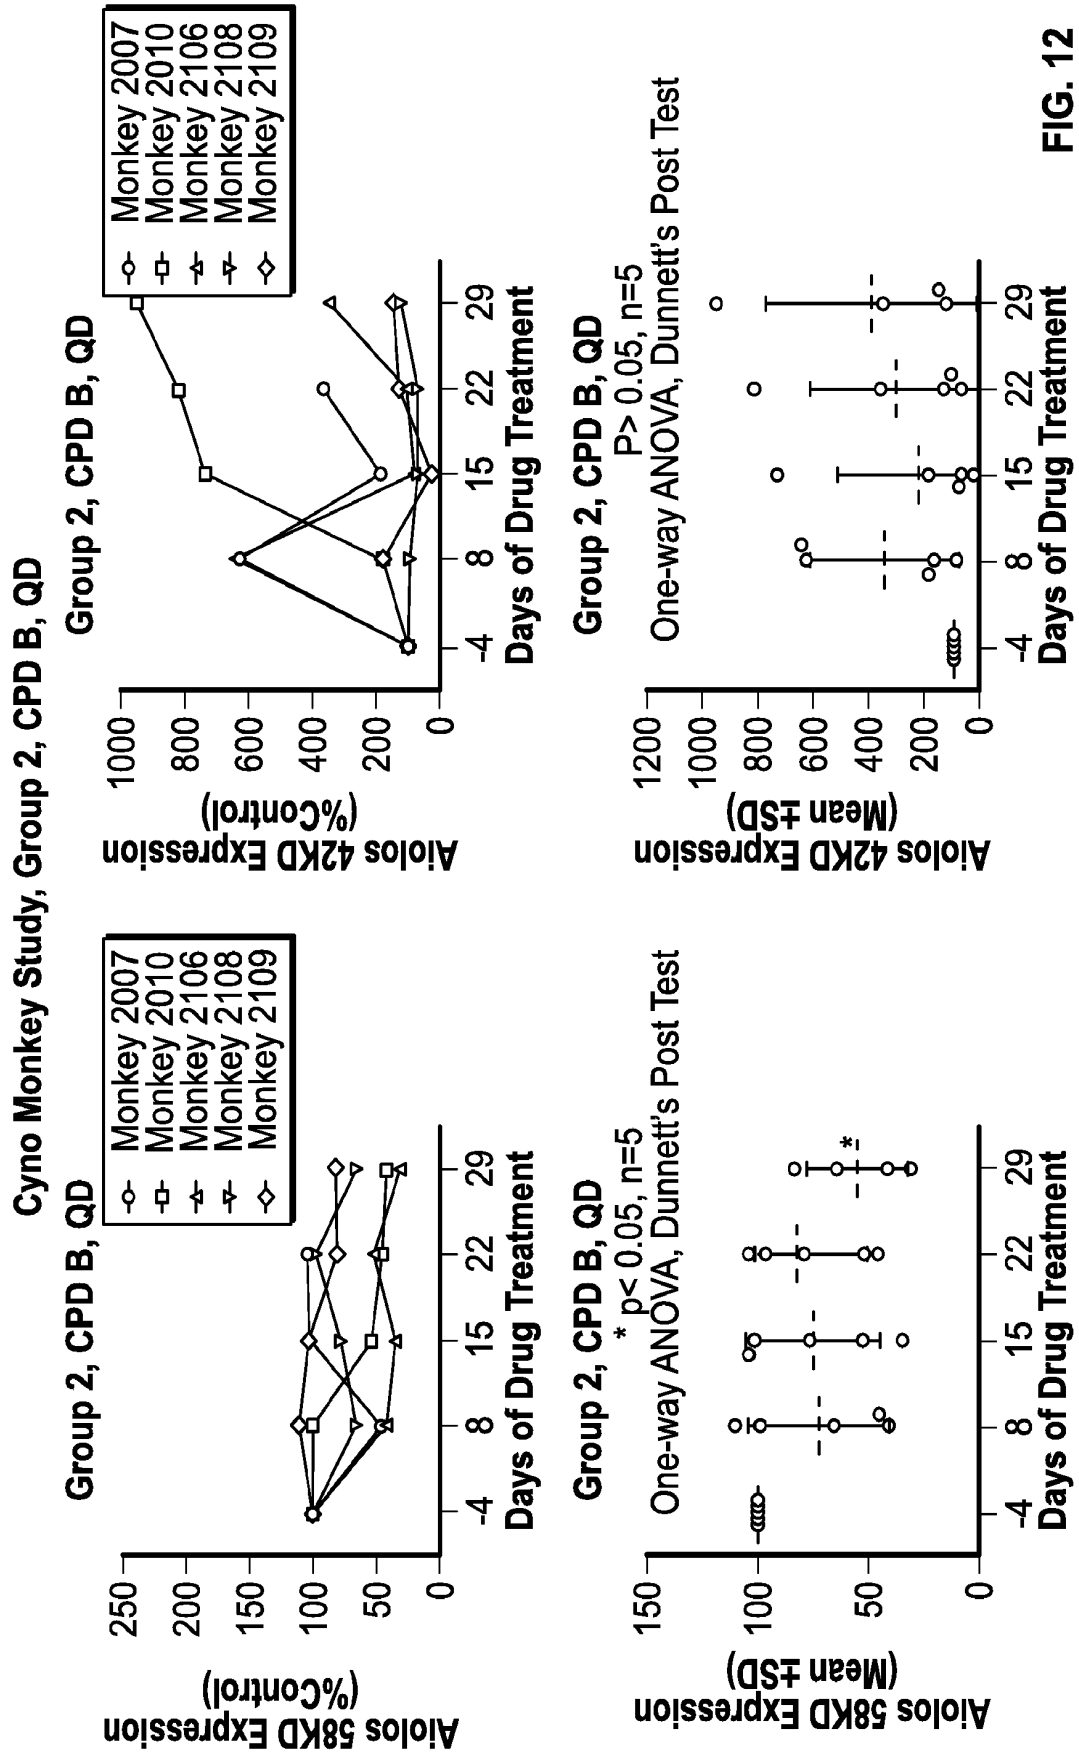 Cyno Monkey Study, Group 2, CPD B, QD
Group 2, CPD B, QD
Monkey 2007
Monkey 2010
Monkey 2106
Monkey 2108
Monkey 2109
Aiolos 58KD Expression
(%Control)
250
200
150
100
50
0
-4
8
15
22
29
Days of Drug Treatment
Group 2, CPD B, QD
Monkey 2007
Monkey 2010
Monkey 2106
Monkey 2108
Monkey 2109
Aiolos 42KD Expression
(%Control)
1000
800
600
400
200
0
-4
8
15
22
29
Days of Drug Treatment
Group 2, CPD B, QD
* p< 0.05, n=5
One-way ANOVA, Dunnett's Post Test
Aiolos 58KD Expression
(Mean ±SD)
150
100
50
0
*
-4
8
15
22
29
Days of Drug Treatment
Group 2, CPD B, QD
P> 0.05, n=5
One-way ANOVA, Dunnett's Post Test
Aiolos 42KD Expression
(Mean ±SD)
1200
1000
800
600
400
200
0
-4
8
15
22
29
Days of Drug Treatment
FIG. 12